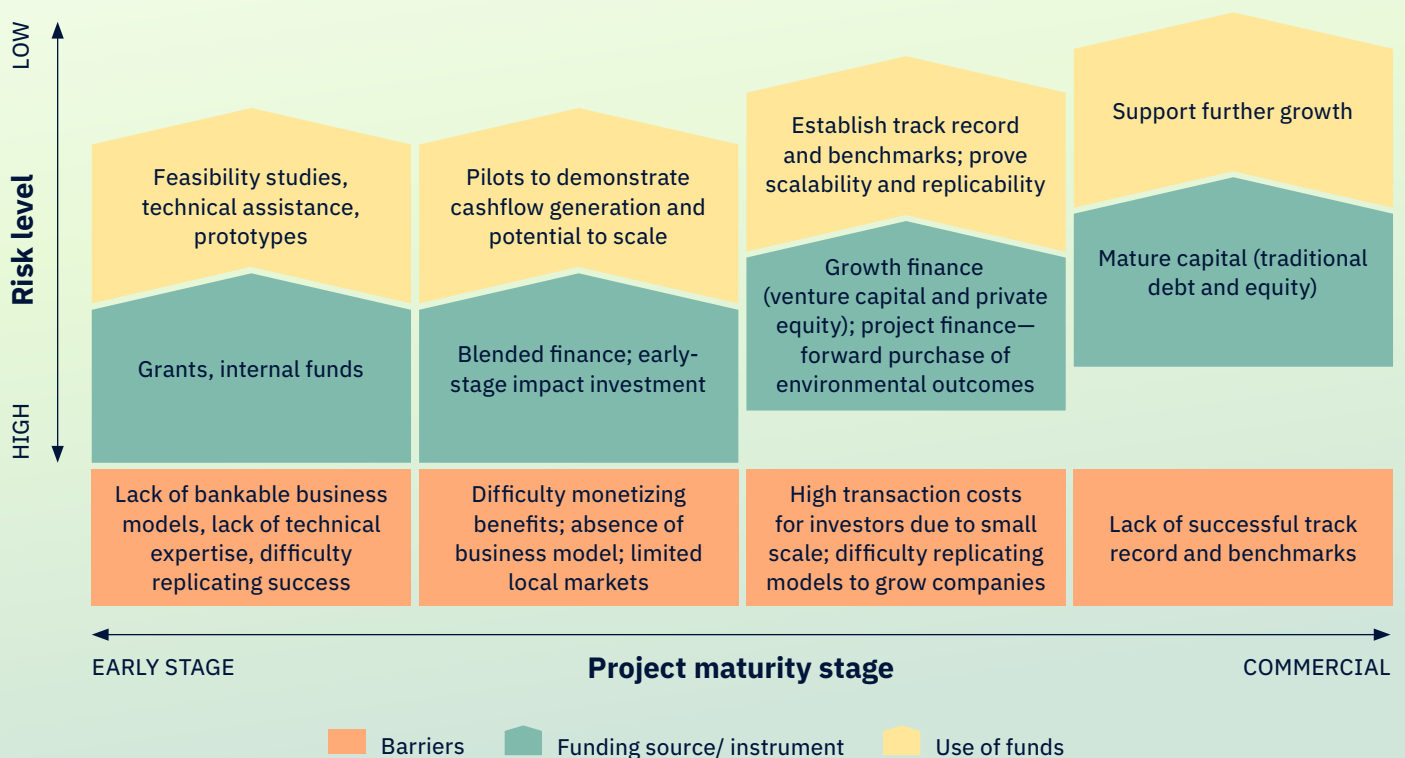 LOW
Risk level
HIGH
Feasibility studies,
technical assistance,
prototypes
Grants, internal funds
Lack of bankable business
models, lack of technical
expertise, difficulty
replicating success
Pilots to demonstrate
cashflow generation and
potential to scale
Blended finance; early-
stage impact investment
Difficulty monetizing
benefits; absence of
business model; limited
local markets
Establish track record
and benchmarks; prove
scalability and replicability
Growth finance
(venture capital and private
equity); project finance—
forward purchase of
environmental outcomes
High transaction costs
for investors due to small
scale; difficulty replicating
models to grow companies
Support further growth
Mature capital (traditional
debt and equity)
Lack of successful track
record and benchmarks
EARLY STAGE
Project maturity stage
COMMERCIAL
Barriers
Funding source/ instrument
Use of funds